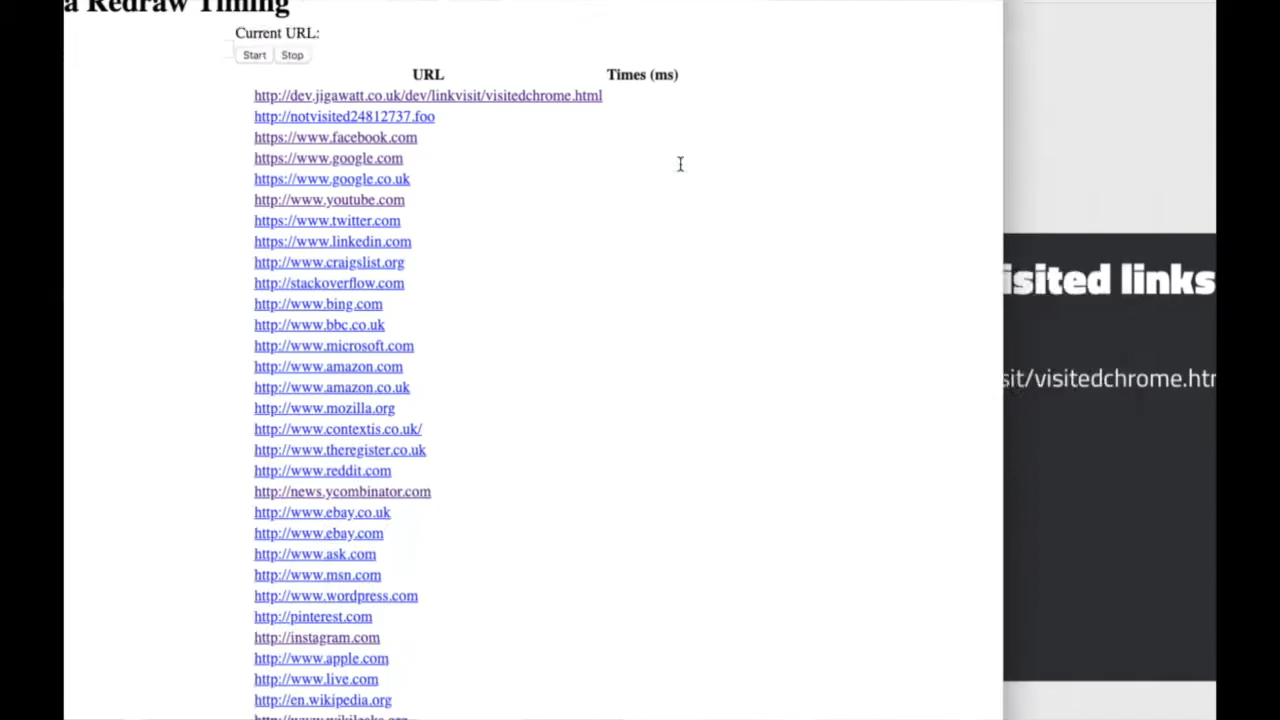 a Redraw Timing
Current URL:
Start Stop
URL Times (ms)
http://dev.jigawatt.co.uk/dev/linkvisit/visitedchrome.html
http://notvisited24812737.foo
https://www.facebook.com
https://www.google.com
https://www.google.co.uk
http://www.youtube.com
https://www.twitter.com
https://www.linkedin.com
http://www.craigslist.org
http://stackoverflow.com
http://www.bing.com
http://www.bbc.co.uk
http://www.microsoft.com
http://www.amazon.com
http://www.amazon.co.uk
http://www.mozilla.org
http://www.contextis.co.uk/
http://www.theregister.co.uk
http://www.reddit.com
http://news.ycombinator.com
http://www.ebay.co.uk
http://www.ebay.com
http://www.ask.com
http://www.msn.com
http://www.wordpress.com
http://pinterest.com
http://instagram.com
http://www.apple.com
http://www.live.com
http://en.wikipedia.org
http://www.wikileaks.org
isited links
sit/visitedchrome.htr